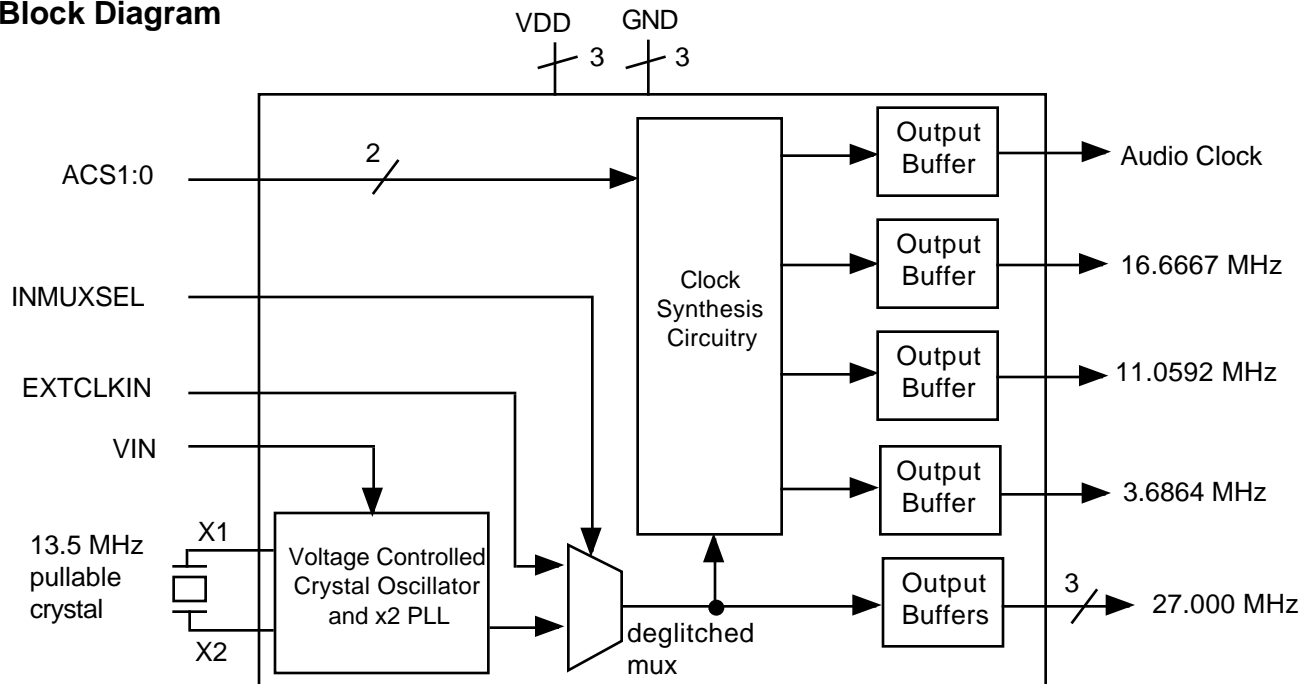 Block Diagram
VDD
GND
3
3
ACS1:0
2
INMUXSEL
EXTCLKIN
VIN
13.5 MHz
pullable
crystal
X1
X2
Voltage Controlled
Crystal Oscillator
and x2 PLL
deglitched
mux
Clock
Synthesis
Circuitry
Output
Buffer
Audio Clock
Output
Buffer
16.6667 MHz
Output
Buffer
11.0592 MHz
Output
Buffer
3.6864 MHz
Output
Buffers
3
27.000 MHz